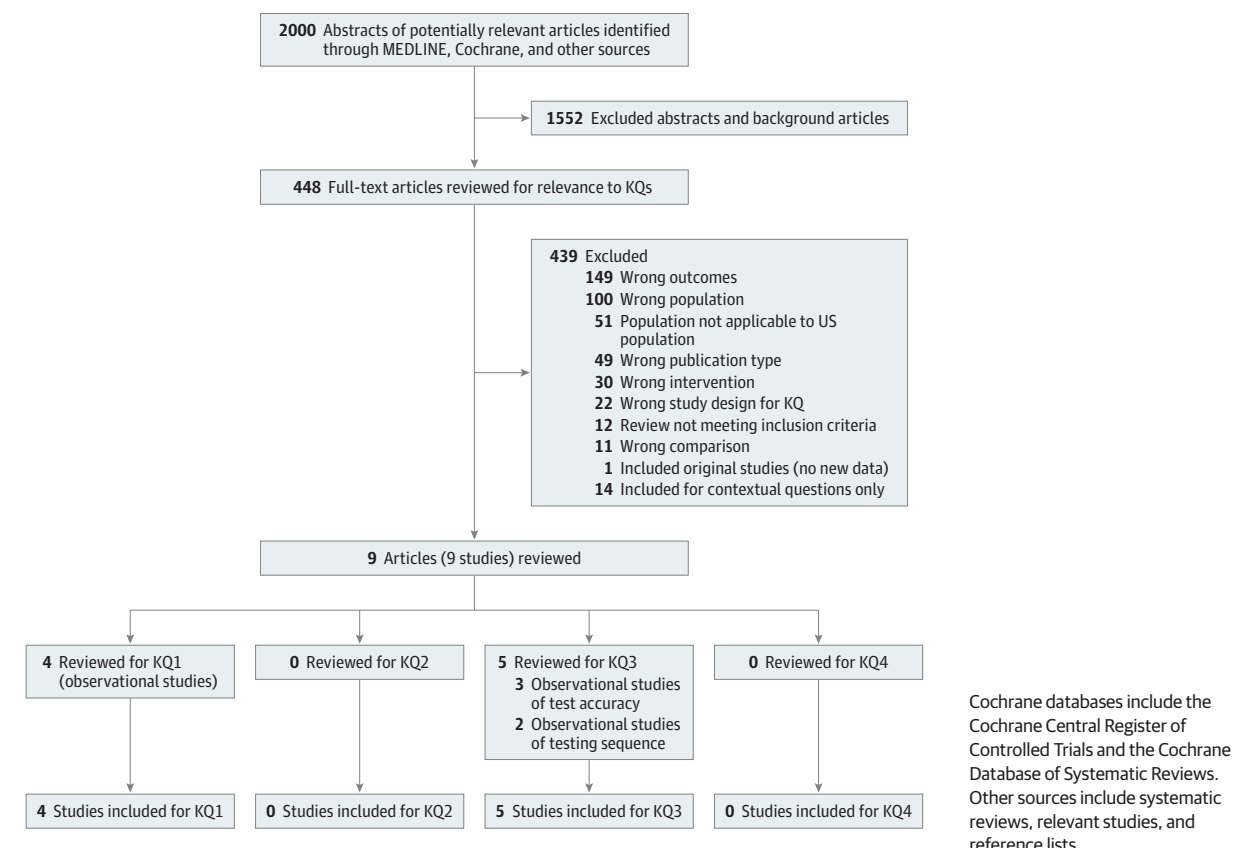 2000 Abstracts of potentially relevant articles identified
through MEDLINE, Cochrane, and other sources
1552 Excluded abstracts and background articles
448 Full-text articles reviewed for relevance to KQs
439 Excluded
149 Wrong outcomes
100 Wrong population
51 Population not applicable to US
population
49 Wrong publication type
30 Wrong intervention
22 Wrong study design for KQ
12 Review not meeting inclusion criteria
11 Wrong comparison
1 Included original studies (no new data)
14 Included for contextual questions only
9 Articles (9 studies) reviewed
4 Reviewed for KQ1
(observational studies)
0 Reviewed for KQ2
5 Reviewed for KQ3
3 Observational studies
of test accuracy
2 Observational studies
of testing sequence
0 Reviewed for KQ4
4 Studies included for KQ1
0 Studies included for KQ2
5 Studies included for KQ3
0 Studies included for KQ4
Cochrane databases include the
Cochrane Central Register of
Controlled Trials and the Cochrane
Database of Systematic Reviews.
Other sources include systematic
reviews, relevant studies, and
reference lists